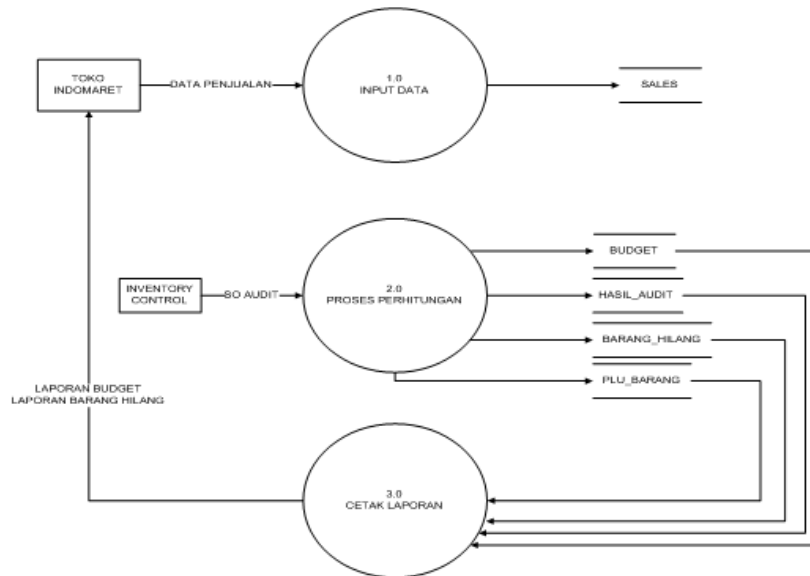 TOKO
INDOMARET
DATA PENJUALAN
1.0
INPUT DATA
SALES
INVENTORY
CONTROL
SO AUDIT
2.0
PROSES PERHITUNGAN
BUDGET
HASIL_AUDIT
BARANG_HILANG
PLU_BARANG
LAPORAN BUDGET
LAPORAN BARANG HILANG
3.0
CETAK LAPORAN